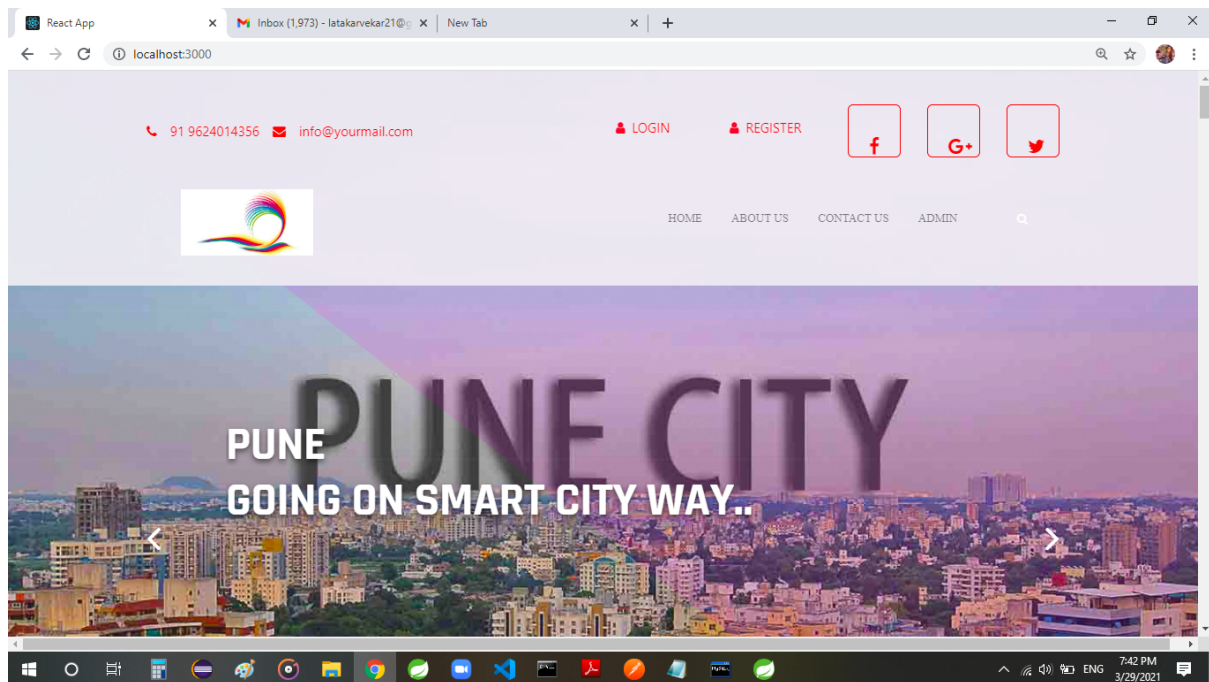 React App
Inbox (1,973) - latakarvekar21@g
New Tab
localhost:3000
91 9624014356 info@yourmail.com
LOGIN
REGISTER
f
G+
HOME ABOUT US CONTACT US ADMIN
PUNE CITY
PUNE
GOING ON SMART CITY WAY..
ENG
7:42 PM
3/29/2021